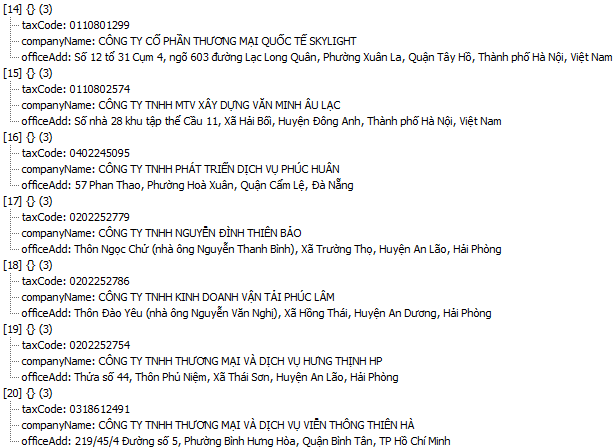 [14] {} (3)
taxCode: 0110801299
companyName: CÔNG TY CỔ PHẦN THƯƠNG MẠI QUỐC TẾ SKYLIGHT
officeAdd: Số 12 tổ 31 Cụm 4, ngõ 603 đường Lạc Long Quân, Phường Xuân La, Quận Tây Hồ, Thành phố Hà Nội, Việt Nam
[15] {} (3)
taxCode: 0110802574
companyName: CÔNG TY TNHH MTV XÂY DỰNG VĂN MINH ÂU LẠC
officeAdd: Số nhà 28 khu tập thể Cầu 11, Xã Hải Bối, Huyện Đông Anh, Thành phố Hà Nội, Việt Nam
[16] {} (3)
taxCode: 0402245095
companyName: CÔNG TY TNHH PHÁT TRIỂN DỊCH VỤ PHÚC HUÂN
officeAdd: 57 Phan Thao, Phường Hoà Xuân, Quận Cẩm Lệ, Đà Nẵng
[17] {} (3)
taxCode: 0202252779
companyName: CÔNG TY TNHH NGUYỄN ĐÌNH THIÊN BẢO
officeAdd: Thôn Ngọc Chử (nhà ông Nguyễn Thanh Bình), Xã Trường Thọ, Huyện An Lão, Hải Phòng
[18] {} (3)
taxCode: 0202252786
companyName: CÔNG TY TNHH KINH DOANH VẬN TẢI PHÚC LÂM
officeAdd: Thôn Đào Yêu (nhà ông Nguyễn Văn Nghị), Xã Hồng Thái, Huyện An Dương, Hải Phòng
[19] {} (3)
taxCode: 0202252754
companyName: CÔNG TY TNHH THƯƠNG MẠI VÀ DỊCH VỤ HƯNG THỊNH HP
officeAdd: Thửa số 44, Thôn Phủ Niệm, Xã Thái Sơn, Huyện An Lão, Hải Phòng
[20] {} (3)
taxCode: 0318612491
companyName: CÔNG TY TNHH THƯƠNG MẠI VÀ DỊCH VỤ VIỄN THÔNG THIÊN HÀ
officeAdd: 219/45/4 Đường số 5, Phường Bình Hưng Hòa, Quận Bình Tân, TP Hồ Chí Minh